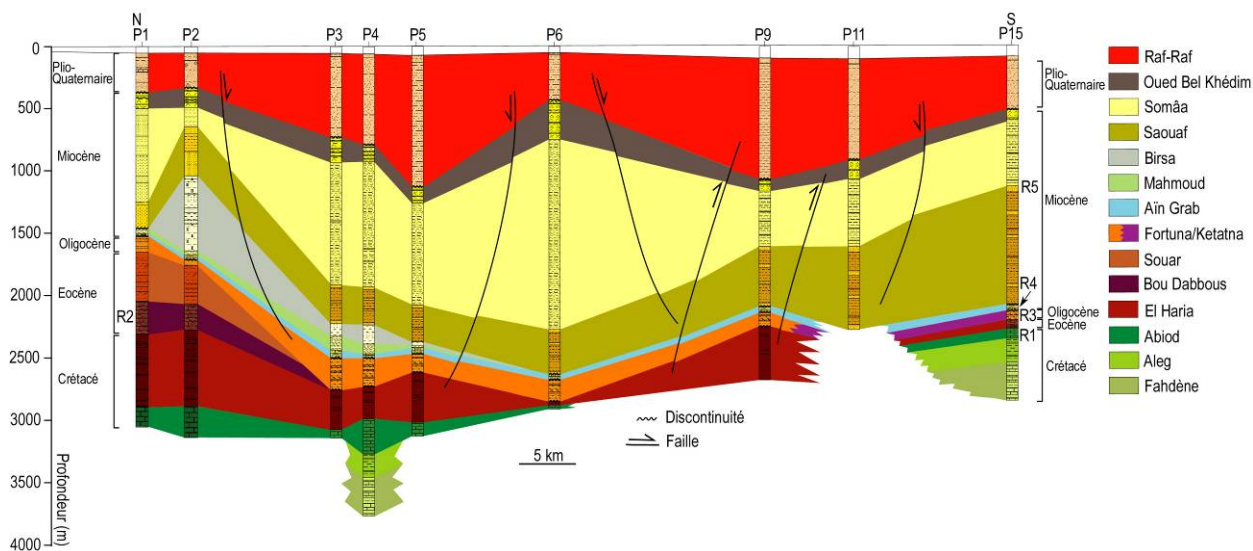 N
S
P1
P2
P3
P4
P5
P6
P9
P11
P15
0
500
1000
1500
2000
2500
3000
3500
4000
Profondeur (m)
Plio-
Quaternaire
Miocène
Oligocène
Eocène
R2
Crétacé
Discontinuité
Faille
5 km
Plio-
Quaternaire
Miocène
R5
R4
R3
Oligocène
Eocène
R1
Crétacé
Raf-Raf
Oued Bel Khédim
Somâa
Saouaf
Birsa
Mahmoud
Aïn Grab
Fortuna/Ketatna
Souar
Bou Dabbous
El Haria
Abiod
Aleg
Fahdène